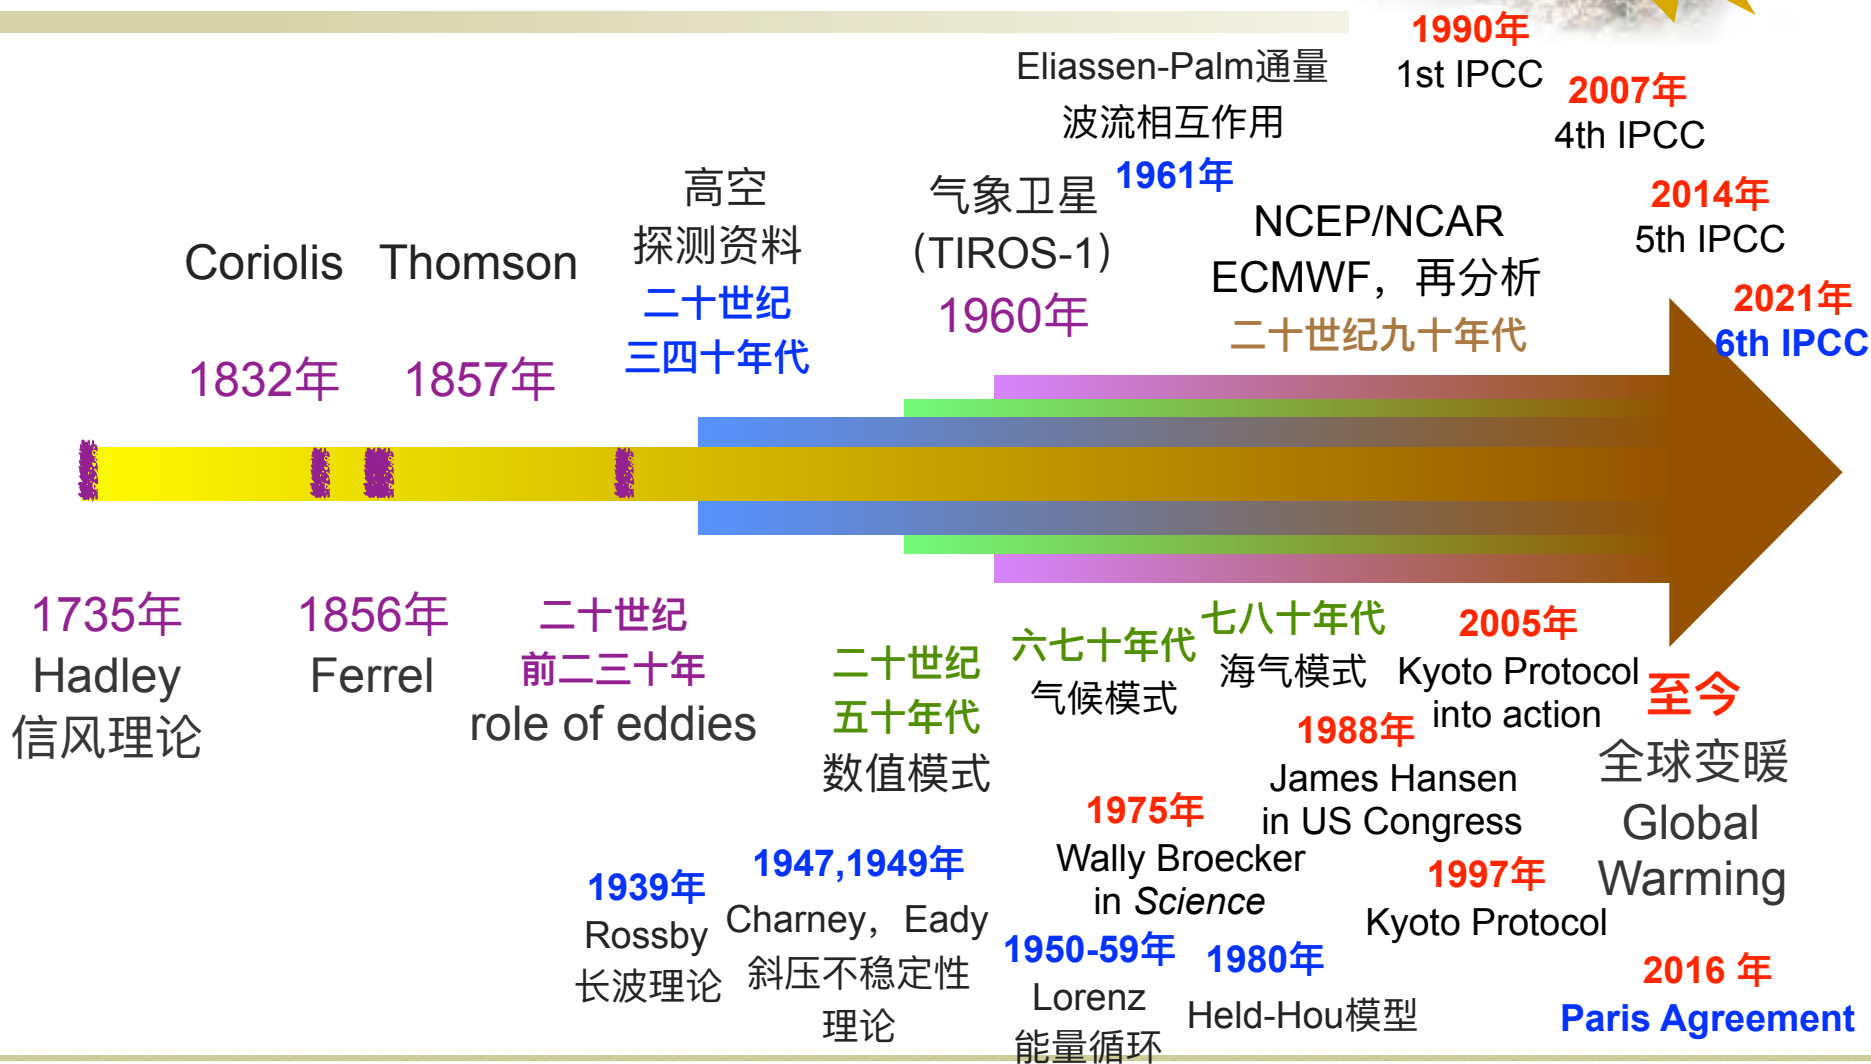 1990年
1st IPCC
Eliassen-Palm通量
波流相互作用
1961年
2007年
4th IPCC
2014年
5th IPCC
2021年
6th IPCC
高空
探测资料
二十世纪
三四十年代
气象卫星
(TIROS-1)
1960年
NCEP/NCAR
ECMWF，再分析
二十世纪九十年代
Coriolis
1832年
Thomson
1857年
1735年
Hadley
信风理论
1856年
Ferrel
二十世纪
前二三十年
role of eddies
二十世纪
五十年代
数值模式
六七十年代
气候模式
七八十年代
海气模式
2005年
Kyoto Protocol
into action
至今
全球变暖
Global
Warming
1988年
James Hansen
in US Congress
1975年
Wally Broecker
in Science
1997年
Kyoto Protocol
1939年
Rossby
长波理论
1947,1949年
Charney，Eady
斜压不稳定性
理论
1950-59年
Lorenz
能量循环
1980年
Held-Hou模型
2016 年
Paris Agreement